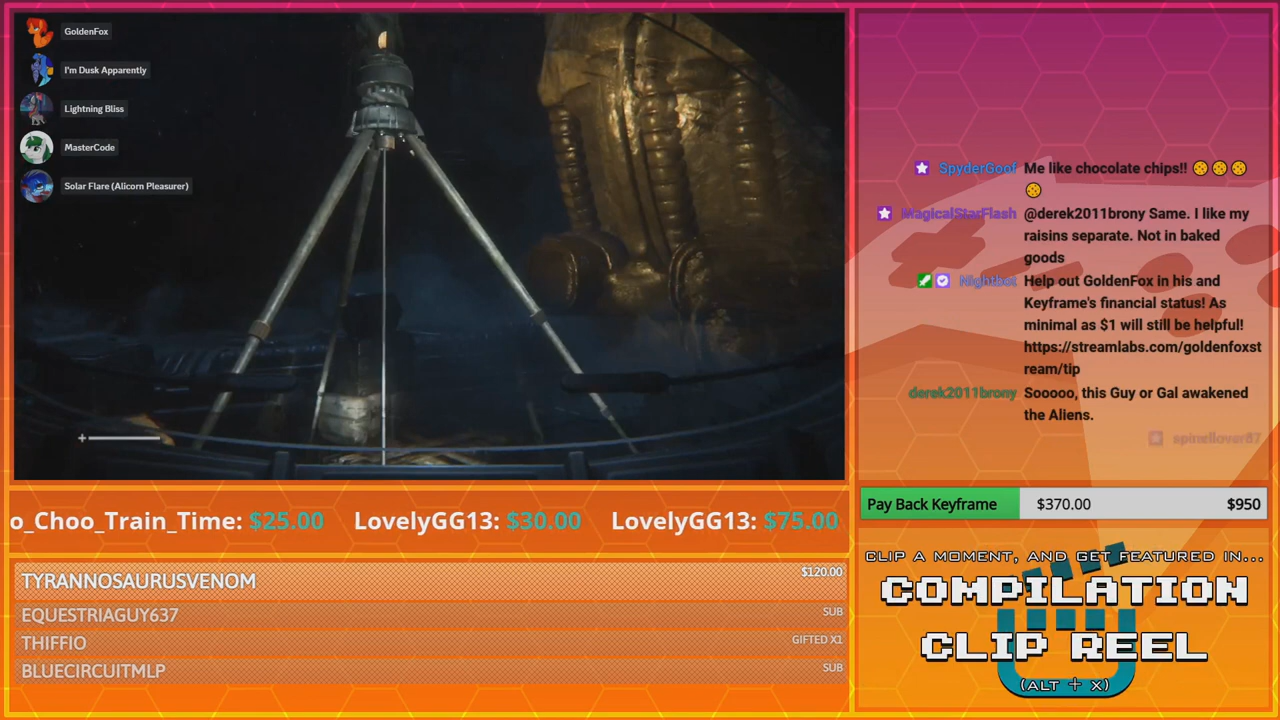 GoldenFox
I'm Dusk Apparently
Lightning Bliss
MasterCode
Solar Flare (Alicorn Pleasurer)
SpyderGoof Me like chocolate chips!!
MagicalStarFlash @derek2011brony Same. I like my
raisins separate. Not in baked
goods
Nightbot Help out GoldenFox in his and
Keyframe's financial status! As
minimal as $1 will still be helpful!
https://streamlabs.com/goldenfoxst
ream/tip
derek2011brony Sooooo, this Guy or Gal awakened
the Aliens.
spinellover87
o_Choo_Train_Time: $25.00 LovelyGG13: $30.00 LovelyGG13: $75.00
Pay Back Keyframe $370.00 $950
TYRANNOSAURUSVENOM $120.00
EQUESTRIAGUY637 SUB
THIFFIO GIFTED X1
BLUECIRCUITMLP SUB
CLIP A MOMENT, AND GET FEATURED IN...
COMPILATION
CLIP REEL
(ALT + X)